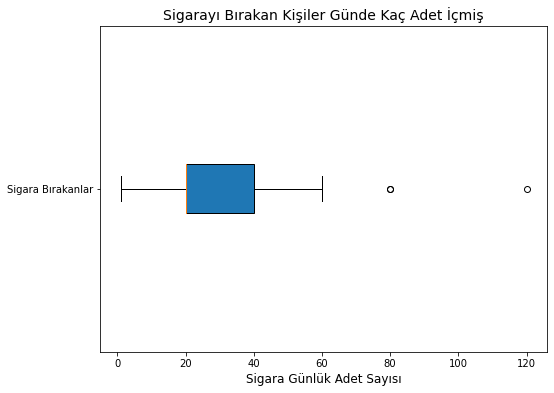 Sigarayı Bırakan Kişiler Günde Kaç Adet İçmiş
Sigara Bırakanlar
0 20 40 60 80 100 120
Sigara Günlük Adet Sayısı